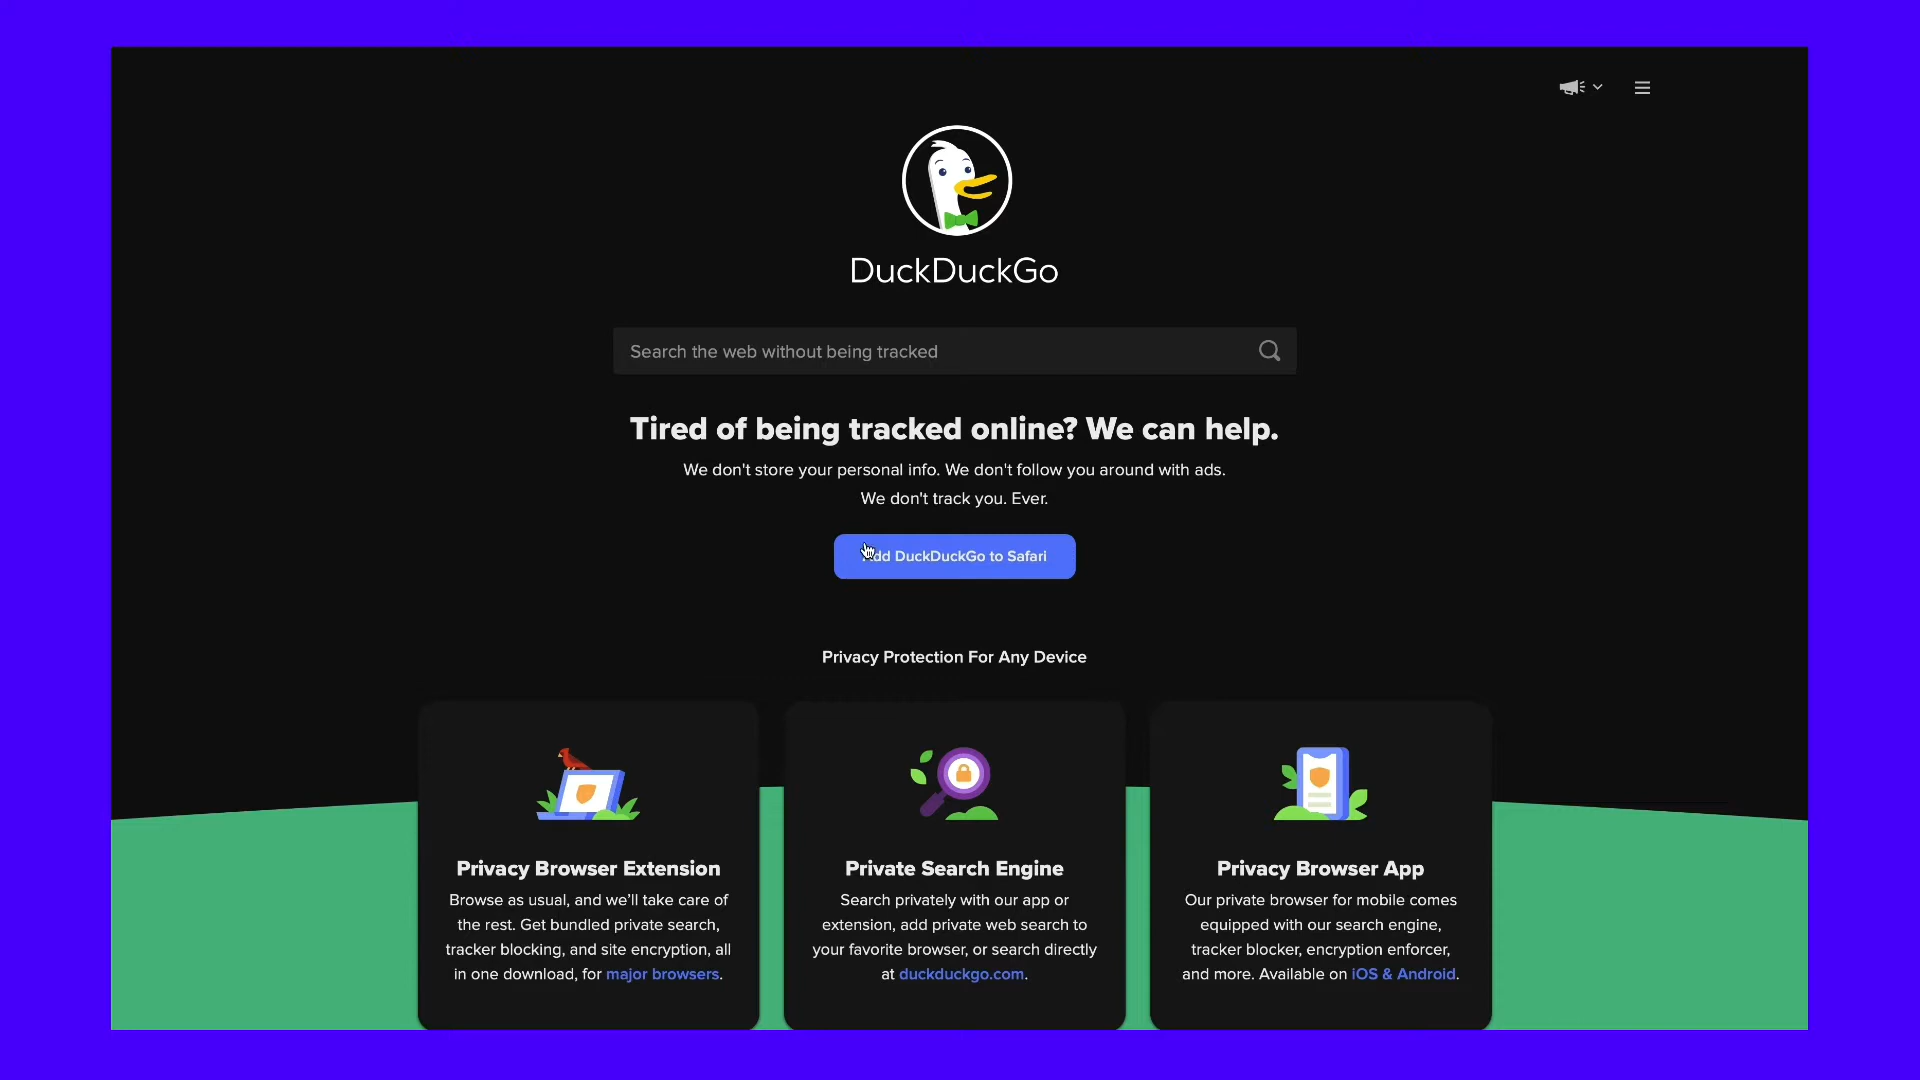 DuckDuckGo
Search the web without being tracked
Tired of being tracked online? We can help.
We don't store your personal info. We don't follow you around with ads.
We don't track you. Ever.
Add DuckDuckGo to Safari
Privacy Protection For Any Device
Privacy Browser Extension
Browse as usual, and we'll take care of
the rest. Get bundled private search,
tracker blocking, and site encryption, all
in one download, for major browsers.
Private Search Engine
Search privately with our app or
extension, add private web search to
your favorite browser, or search directly
at duckduckgo.com.
Privacy Browser App
Our private browser for mobile comes
equipped with our search engine,
tracker blocker, encryption enforcer,
and more. Available on iOS & Android.